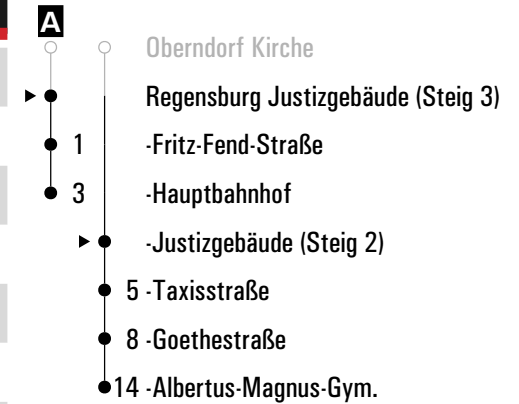 A
Oberndorf Kirche
Regensburg Justizgebäude (Steig 3)
1 -Fritz-Fend-Straße
3 -Hauptbahnhof
-Justizgebäude (Steig 2)
5 -Taxisstraße
8 -Goethestraße
14 -Albertus-Magnus-Gym.